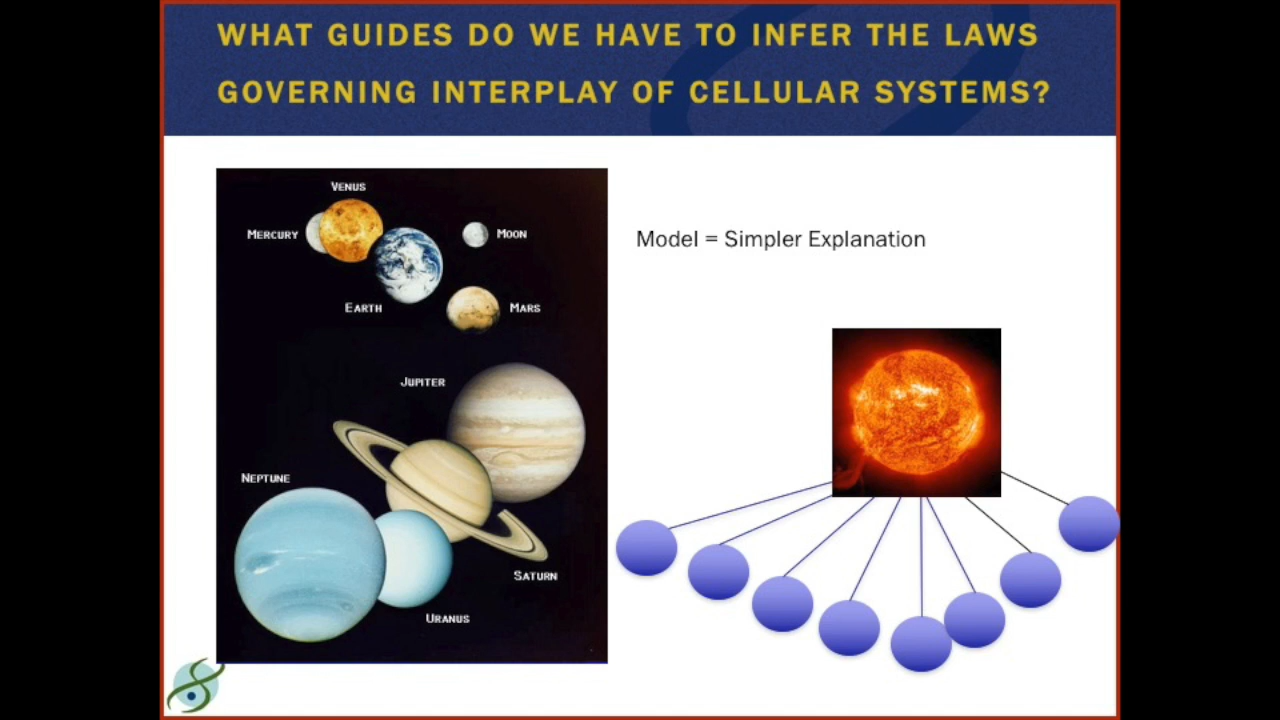 WHAT GUIDES DO WE HAVE TO INFER THE LAWS
GOVERNING INTERPLAY OF CELLULAR SYSTEMS?
VENUS
MERCURY
MOON
EARTH
MARS
JUPITER
NEPTUNE
SATURN
URANUS
Model = Simpler Explanation